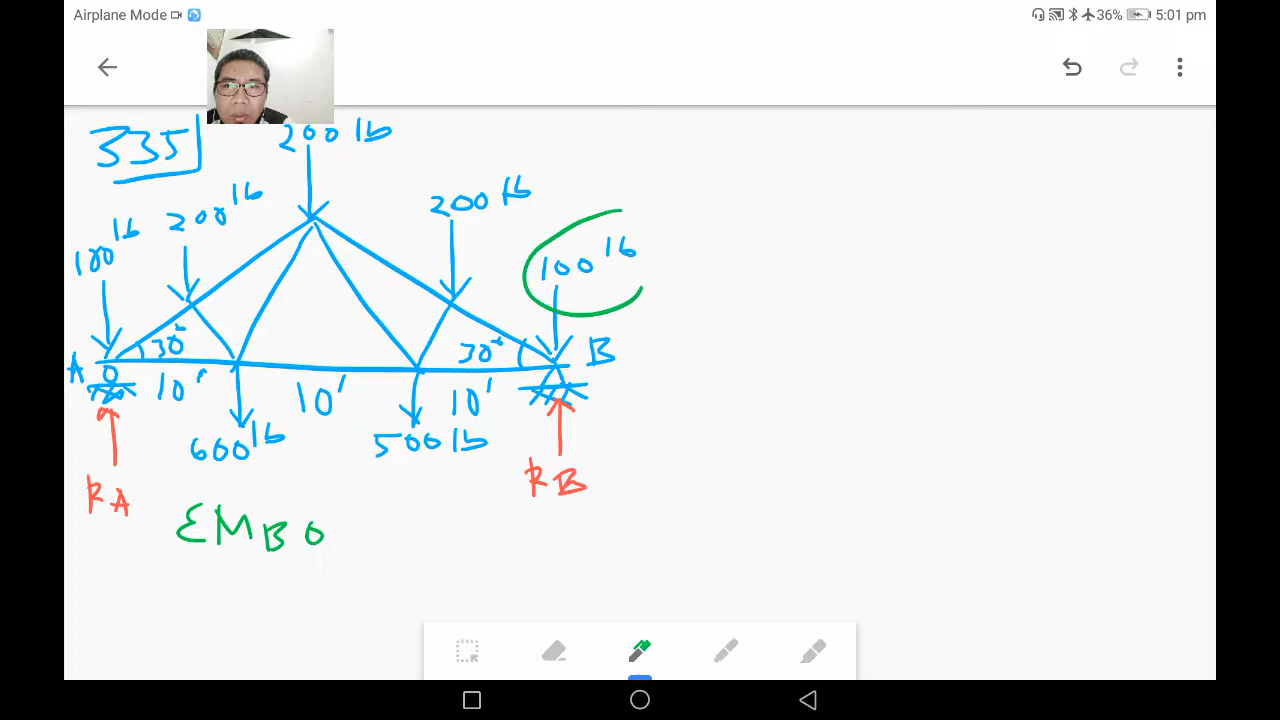 Airplane Mode 36% 5:01 pm
335
200 lb
200 lb
200 lb
100 lb
100 lb
30°
30°
A
B
10'
10'
10'
600 lb
500 lb
RA
RB
ΣMB O